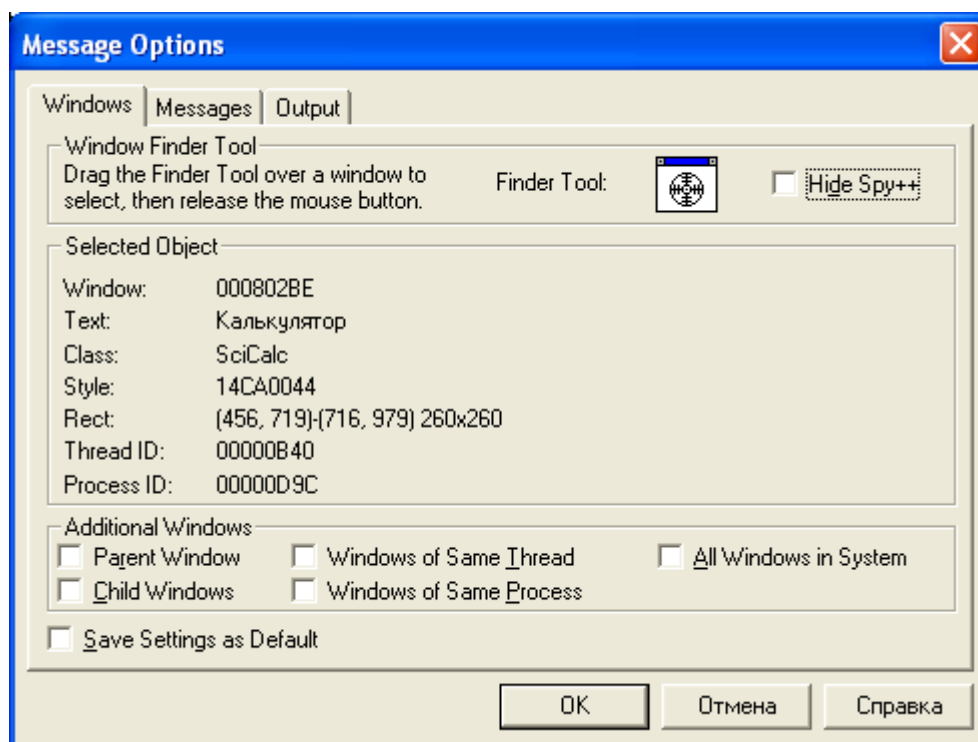 Message Options
Windows Messages Output
Window Finder Tool
Drag the Finder Tool over a window to
select, then release the mouse button.
Finder Tool:
Hide Spy++
Selected Object
Window: 000802BE
Text: Калькулятор
Class: SciCalc
Style: 14CA0044
Rect: (456, 719)-(716, 979) 260x260
Thread ID: 00000B40
Process ID: 00000D9C
Additional Windows
Parent Window Windows of Same Thread All Windows in System
Child Windows Windows of Same Process
Save Settings as Default
OK Отмена Справка